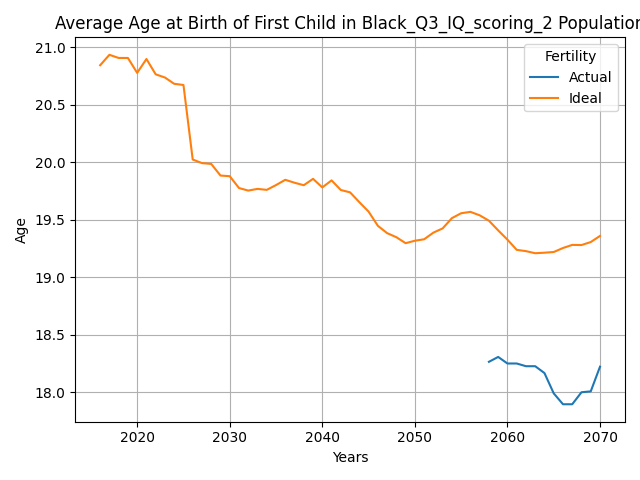 Average Age at Birth of First Child in Black_Q3_IQ_scoring_2 Population
21.0
20.5
20.0
19.5
19.0
18.5
18.0
Age
Fertility
Actual
Ideal
2020 2030 2040 2050 2060 2070
Years